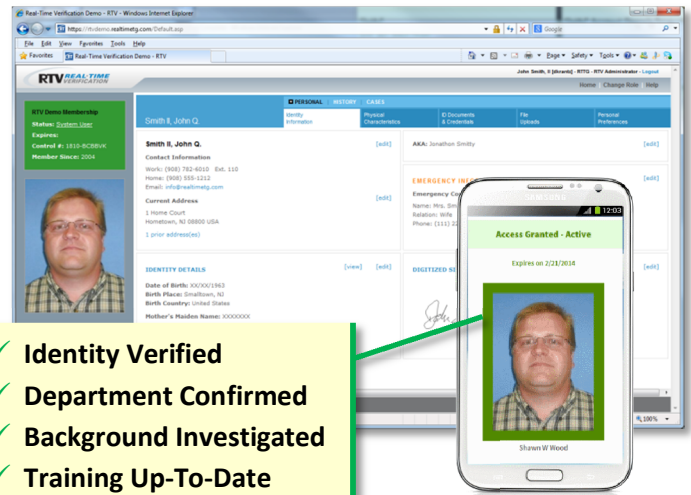 Real-Time Verification Demo - RTV - Windows Internet Explorer
https://rtvdemo.realtimetg.com/Default.asp
Google
File Edit View Favorites Tools Help
Favorites Real-Time Verification Demo - RTV
Page Safety Tools
RTV REAL-TIME VERIFICATION
John Smith, II [dkrantz] - RTTG - RTV Administrator - Logout
Home Change Role Help
RTV Demo Membership
Status: System User
Expires:
Control #: 1810-BCBBVK
Member Since: 2004
PERSONAL HISTORY CASES
Smith II, John Q.
Identity Information
Physical Characteristics
ID Documents & Credentials
File Uploads
Personal Preferences
Smith II, John Q. [edit]
Contact Information
Work: (908) 782-6010 Ext. 110
Home: (908) 555-1212
Email: info@realtimetg.com
Current Address [edit]
1 Home Court
Hometown, NJ 08800 USA
1 prior address(es)
AKA: Jonathon Smitty [edit]
EMERGENCY [edit]
Emergency
Name: Mrs.
Relation: Wife
Phone: (111)
IDENTITY DETAILS [view] [edit]
Date of Birth: XX/XX/1963
Birth Place: Smalltown, NJ
Birth Country: United States
Mother's Maiden Name: XXXXXXX
DIGITIZED [edit]
SAMSUNG
12:03
Access Granted - Active
Expires on 2/21/2014
Shawn W Wood
✓ Identity Verified
✓ Department Confirmed
✓ Background Investigated
✓ Training Up-To-Date
100%